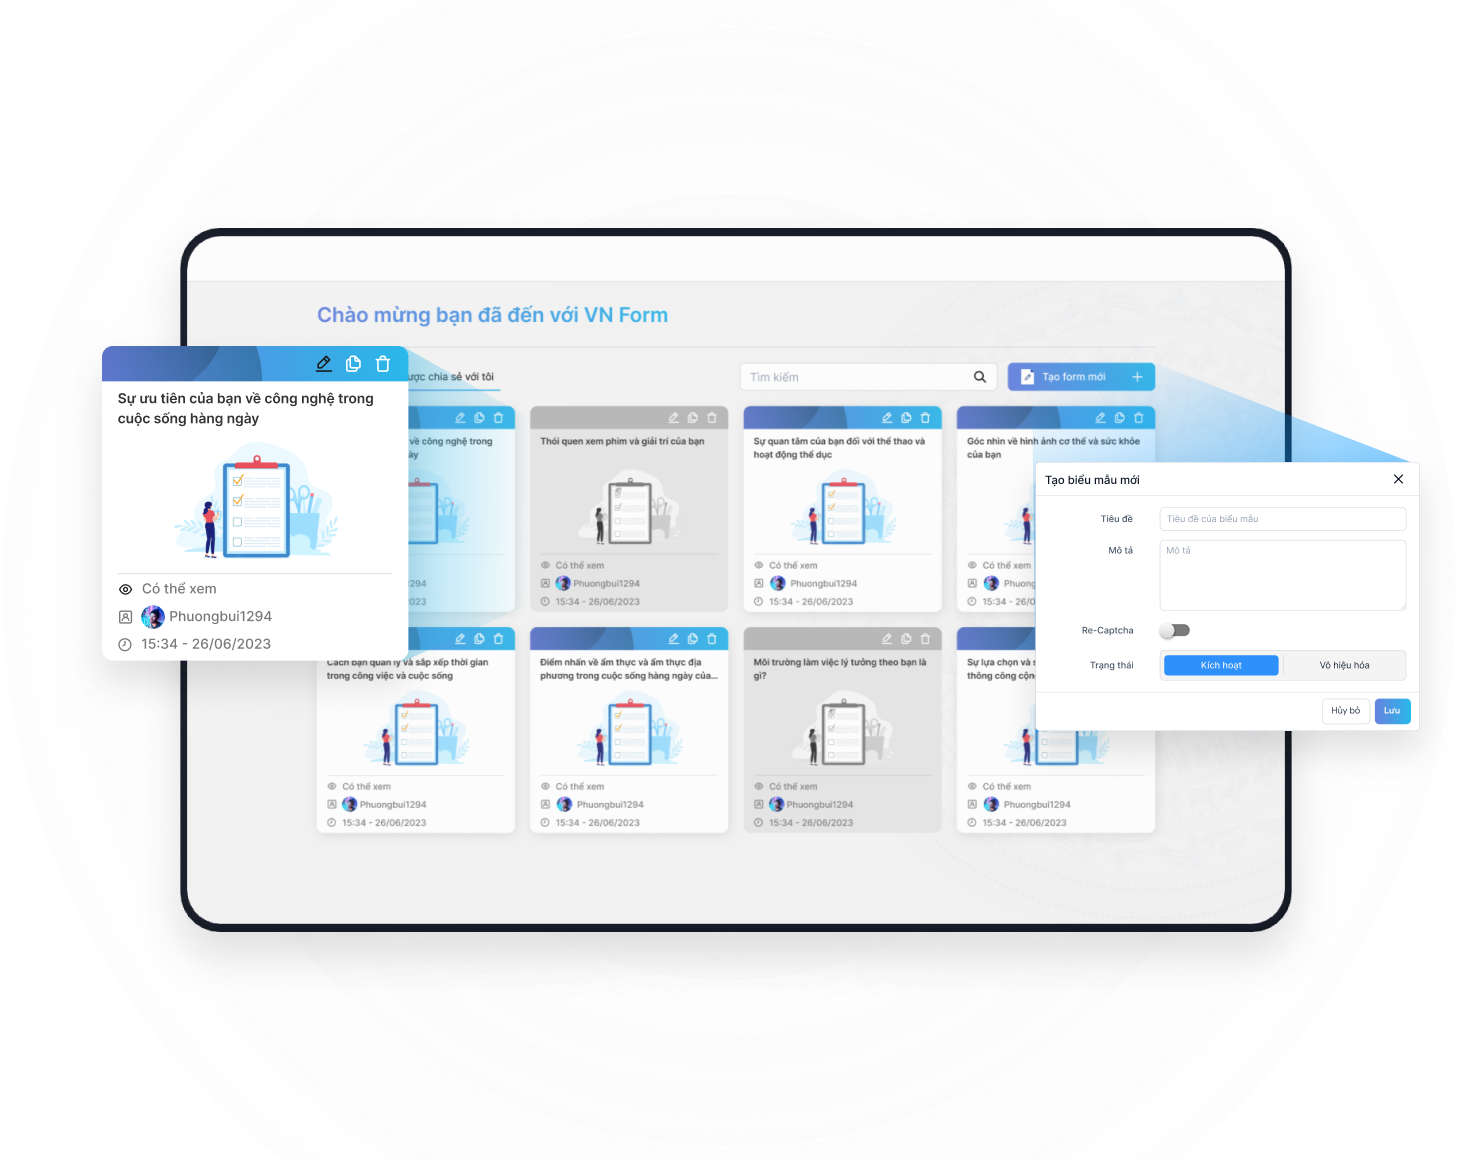 Chào mừng bạn đã đến với VN Form
chia sẻ với tôi
Tìm kiếm
Tạo form mới
Sự ưu tiên của bạn về công nghệ trong
cuộc sống hàng ngày
Có thể xem
Phuongbui1294
15:34 - 26/06/2023
về công nghệ trong
Thói quen xem phim và giải trí của bạn
Có thể xem
Phuongbui1294
15:34 - 26/06/2023
Sự quan tâm của bạn đối với thể thao và
hoạt động thể dục
Có thể xem
Phuongbui1294
15:34 - 26/06/2023
Góc nhìn về hình ảnh cơ thể và sức khỏe
của bạn
Có thể xem
Phuongb
15:34 - 26/0
Tạo biểu mẫu mới
Tiêu đề
Tiêu đề của biểu mẫu
Mô tả
Mô tả
Re-Captcha
Trạng thái
Kích hoạt
Vô hiệu hóa
Hủy bỏ
Lưu
Cách bạn quản lý và sắp xếp thời gian
trong công việc và cuộc sống
Có thể xem
Phuongbui1294
15:34 - 26/06/2023
Điểm nhấn về ẩm thực và ẩm thực địa
phương trong cuộc sống hàng ngày của...
Có thể xem
Phuongbui1294
15:34 - 26/06/2023
Môi trường làm việc lý tưởng theo bạn là
gì?
Có thể xem
Phuongbui1294
15:34 - 26/06/2023
Sự lựa chọn và
thông công
Có thể xem
Phuongbui1294
15:34 - 26/06/2023